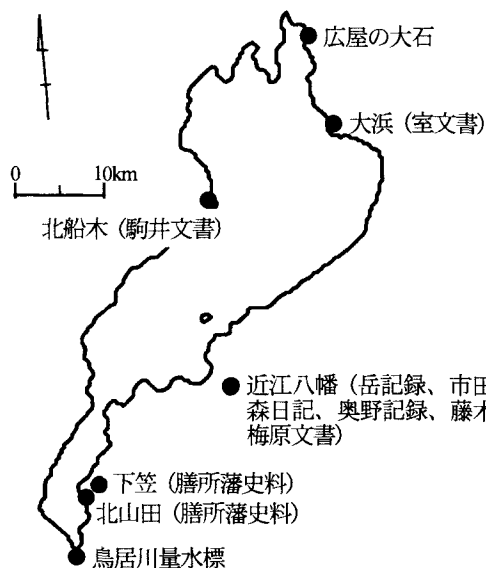 広屋の大石
大浜（室文書）
0 10km
北船木（駒井文書）
近江八幡（岳記録、市田
森日記、奥野記録、藤木
梅原文書）
下笠（膳所藩史料）
北山田（膳所藩史料）
鳥居川量水標